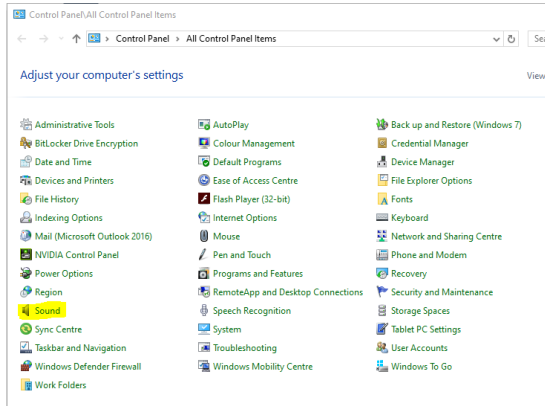 Control Panel\All Control Panel Items
Control Panel > All Control Panel Items
Adjust your computer's settings
View
Administrative Tools
AutoPlay
Back up and Restore (Windows 7)
BitLocker Drive Encryption
Colour Management
Credential Manager
Date and Time
Default Programs
Device Manager
Devices and Printers
Ease of Access Centre
File Explorer Options
File History
Flash Player (32-bit)
Fonts
Indexing Options
Internet Options
Keyboard
Mail (Microsoft Outlook 2016)
Mouse
Network and Sharing Centre
NVIDIA Control Panel
Pen and Touch
Phone and Modem
Power Options
Programs and Features
Recovery
Region
RemoteApp and Desktop Connections
Security and Maintenance
Sound
Speech Recognition
Storage Spaces
Sync Centre
System
Tablet PC Settings
Taskbar and Navigation
Troubleshooting
User Accounts
Windows Defender Firewall
Windows Mobility Centre
Windows To Go
Work Folders